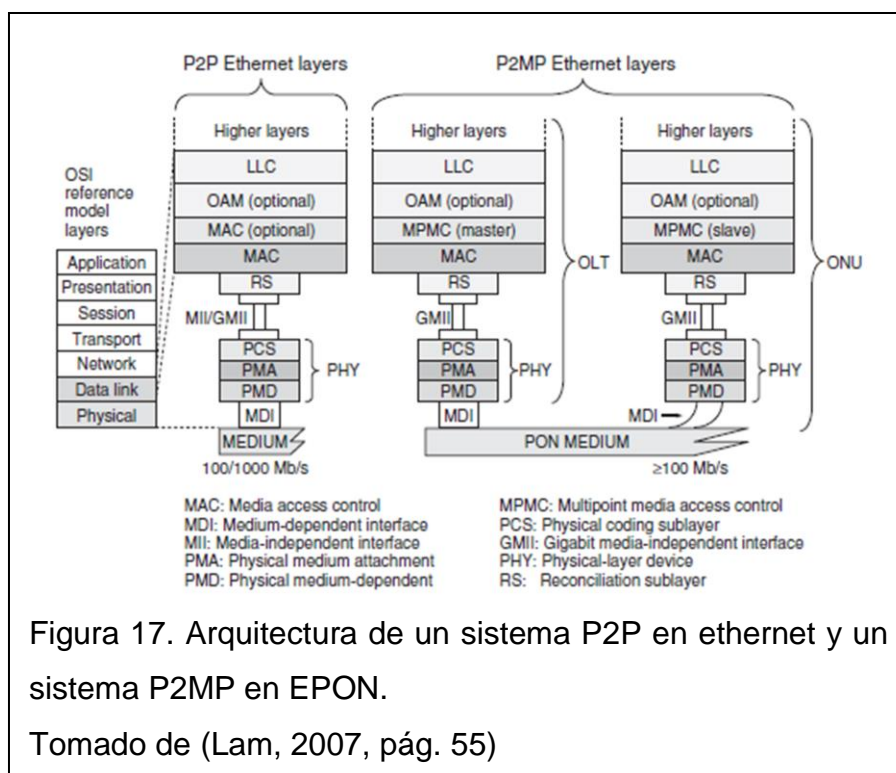 P2P Ethernet layers
P2MP Ethernet layers
OSI
reference
model
layers
Application
Presentation
Session
Transport
Network
Data link
Physical
Higher layers
LLC
OAM (optional)
MAC (optional)
MAC
RS
MII/GMII
PCS
PMA
PMD
PHY
MDI
MEDIUM
100/1000 Mb/s
Higher layers
LLC
OAM (optional)
MPMC (master)
MAC
RS
GMII
PCS
PMA
PMD
PHY
MDI
OLT
Higher layers
LLC
OAM (optional)
MPMC (slave)
MAC
RS
GMII
PCS
PMA
PMD
PHY
MDI
ONU
PON MEDIUM
≥100 Mb/s
MAC: Media access control
MDI: Medium-dependent interface
MII: Media-independent interface
PMA: Physical medium attachment
PMD: Physical medium-dependent
MPMC: Multipoint media access control
PCS: Physical coding sublayer
GMII: Gigabit media-independent interface
PHY: Physical-layer device
RS: Reconciliation sublayer
Figura 17. Arquitectura de un sistema P2P en ethernet y un
sistema P2MP en EPON.
Tomado de (Lam, 2007, pág. 55)